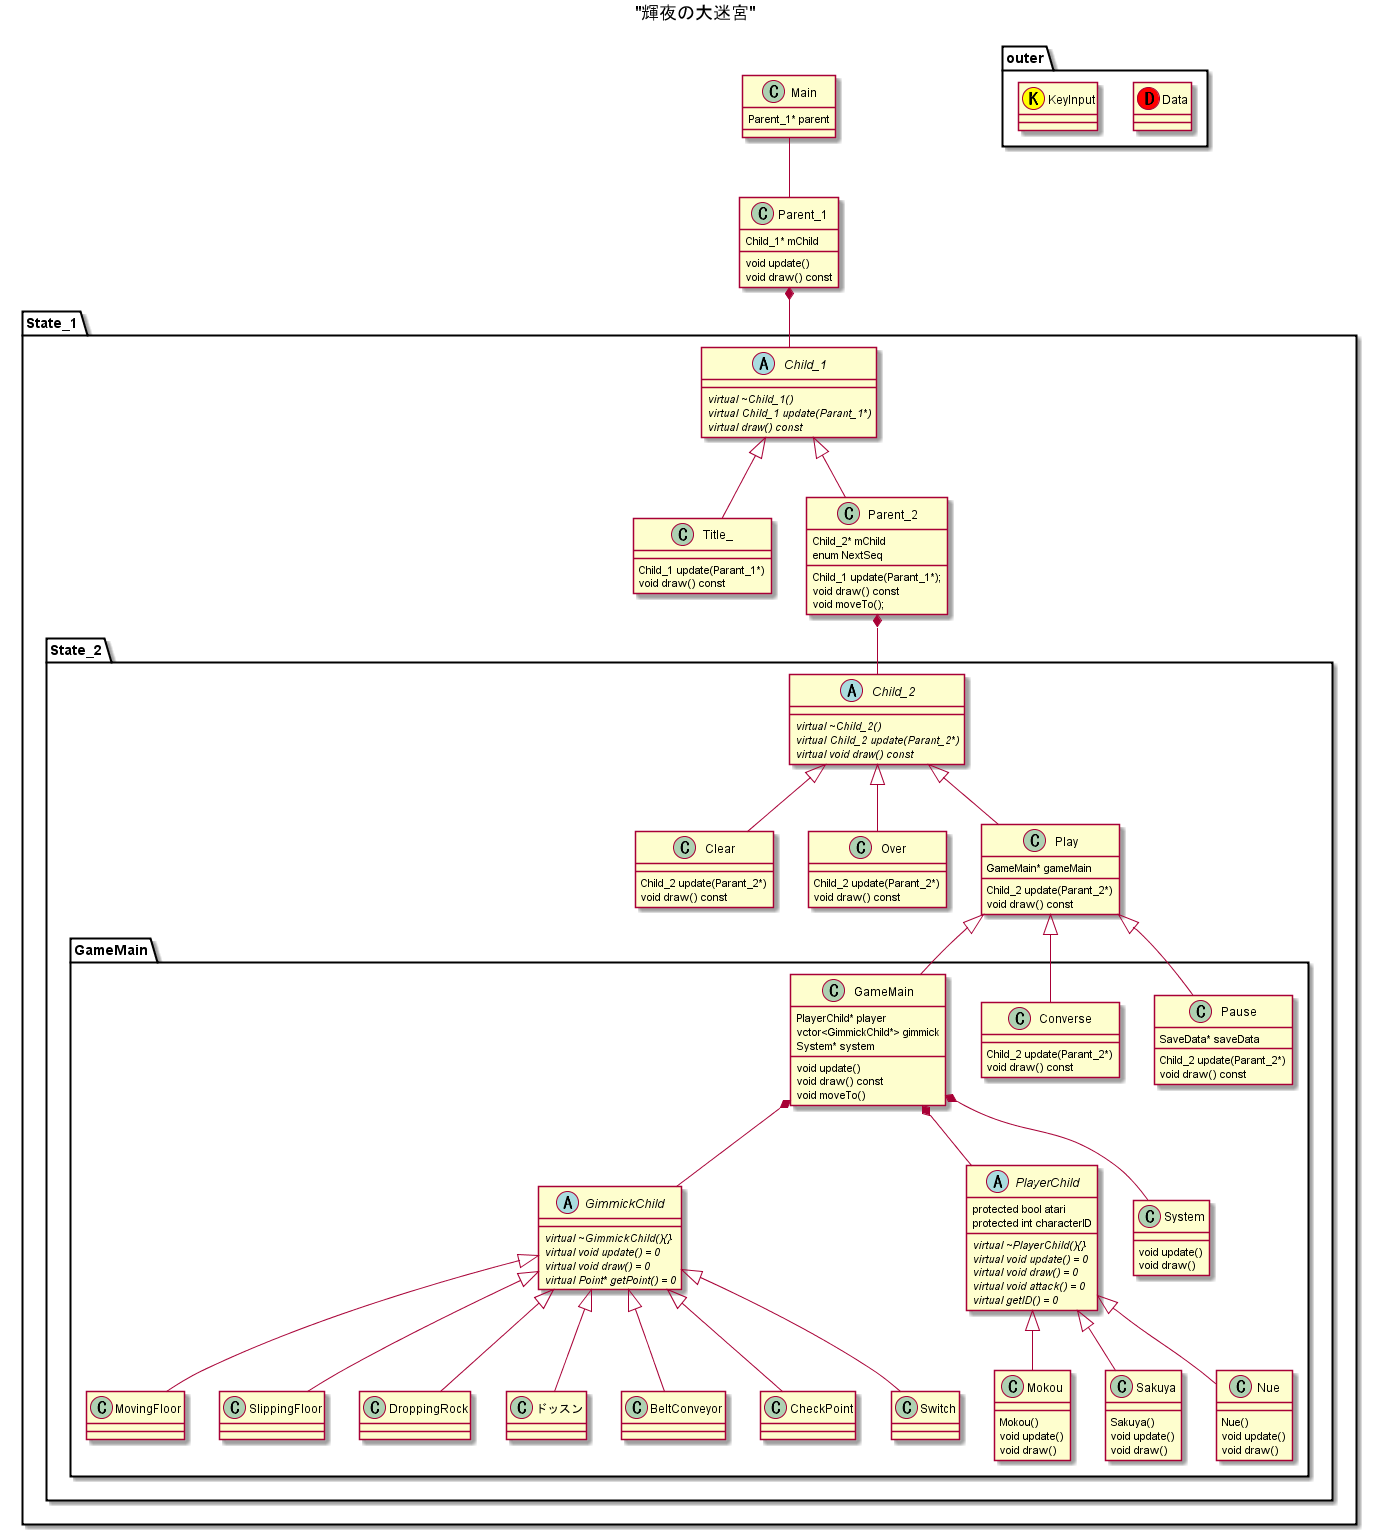 "輝夜の大迷宮"
outer
K KeyInput
D Data
C Main
Parent_1* parent
C Parent_1
Child_1* mChild
void update()
void draw() const
State_1
A Child_1
virtual ~Child_1()
virtual Child_1 update(Parant_1*)
virtual draw() const
C Title_
Child_1 update(Parant_1*)
void draw() const
C Parent_2
Child_2* mChild
enum NextSeq
Child_1 update(Parant_1*);
void draw() const
void moveTo();
State_2
A Child_2
virtual ~Child_2()
virtual Child_2 update(Parant_2*)
virtual void draw() const
C Clear
Child_2 update(Parant_2*)
void draw() const
C Over
Child_2 update(Parant_2*)
void draw() const
C Play
GameMain* gameMain
Child_2 update(Parant_2*)
void draw() const
GameMain
C GameMain
PlayerChild* player
vctor<GimmickChild*> gimmick
System* system
void update()
void draw() const
void moveTo()
C Converse
Child_2 update(Parant_2*)
void draw() const
C Pause
SaveData* saveData
Child_2 update(Parant_2*)
void draw() const
A GimmickChild
virtual ~GimmickChild(){}
virtual void update() = 0
virtual void draw() = 0
virtual Point* getPoint() = 0
A PlayerChild
protected bool atari
protected int characterID
virtual ~PlayerChild(){}
virtual void update() = 0
virtual void draw() = 0
virtual void attack() = 0
virtual getID() = 0
C System
void update()
void draw()
C MovingFloor
C SlippingFloor
C DroppingRock
C ドッスン
C BeltConveyor
C CheckPoint
C Switch
C Mokou
Mokou()
void update()
void draw()
C Sakuya
Sakuya()
void update()
void draw()
C Nue
Nue()
void update()
void draw()